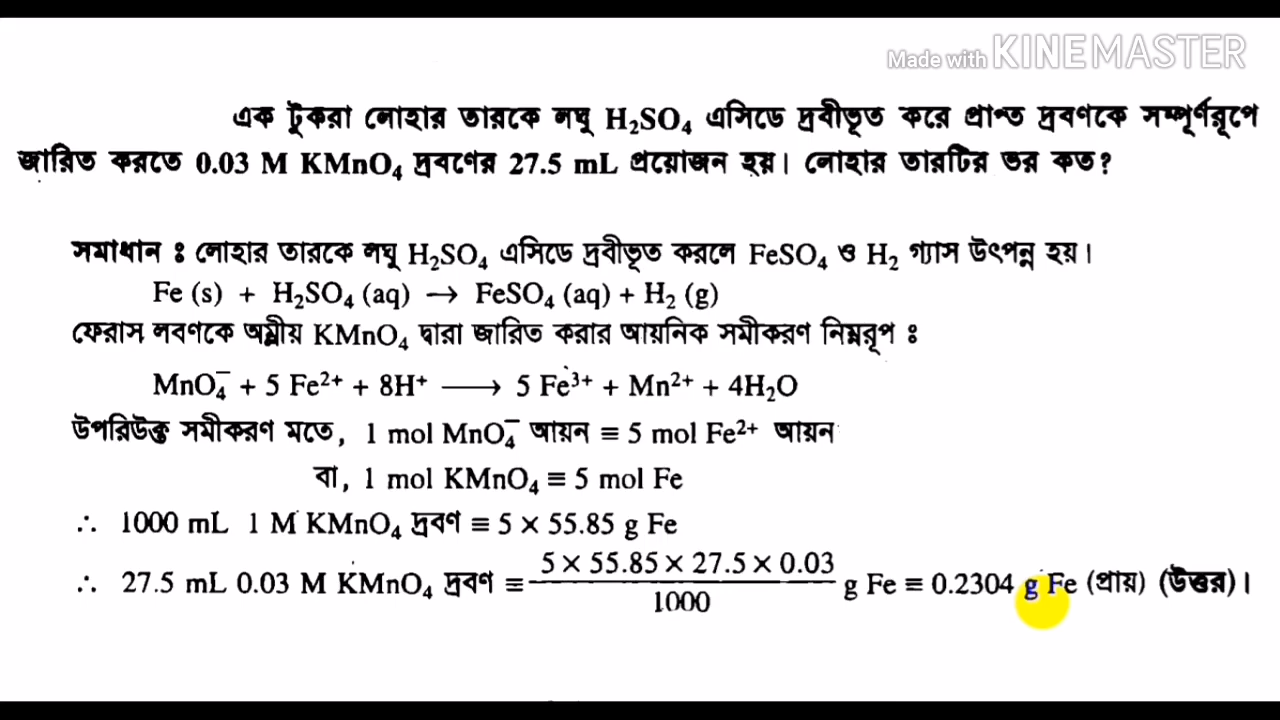 Made with KINEMASTER
এক টুকরা লোহার তারকে লঘু H₂SO₄ এসিডে দ্রবীভূত করে প্রাপ্ত দ্রবণকে সম্পূর্ণরূপে
জারিত করতে 0.03 M KMnO₄ দ্রবণের 27.5 mL প্রয়োজন হয়। লোহার তারটির ভর কত?
সমাধান ঃ লোহার তারকে লঘু H₂SO₄ এসিডে দ্রবীভূত করলে FeSO₄ ও H₂ গ্যাস উৎপন্ন হয়।
Fe (s) + H₂SO₄ (aq) → FeSO₄ (aq) + H₂ (g)
ফেরাস লবণকে অম্লীয় KMnO₄ দ্বারা জারিত করার আয়নিক সমীকরণ নিম্নরূপ ঃ
MnO₄⁻ + 5 Fe²⁺ + 8H⁺ ⟶ 5 Fe³⁺ + Mn²⁺ + 4H₂O
উপরিউক্ত সমীকরণ মতে, 1 mol MnO₄⁻ আয়ন ≡ 5 mol Fe²⁺ আয়ন
বা, 1 mol KMnO₄ ≡ 5 mol Fe
∴ 1000 mL 1 M KMnO₄ দ্রবণ ≡ 5 × 55.85 g Fe
∴ 27.5 mL 0.03 M KMnO₄ দ্রবণ ≡ 5 × 55.85 × 27.5 × 0.03 / 1000 g Fe ≡ 0.2304 g Fe (প্রায়) (উত্তর)।